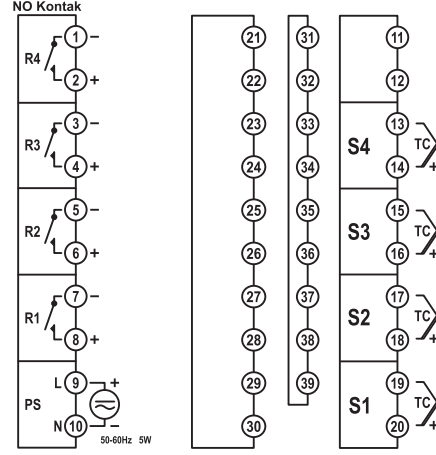 NO Kontak
R4
1 −
2 +
R3
3 −
4 +
R2
5 −
6 +
R1
7 −
8 +
PS
L 9 +
N 10 −
50-60Hz 5W
21
22
23
24
25
26
27
28
29
30
31
32
33
34
35
36
37
38
39
11
12
S4
13 −
TC
14 +
S3
15 −
TC
16 +
S2
17 −
TC
18 +
S1
19 −
TC
20 +